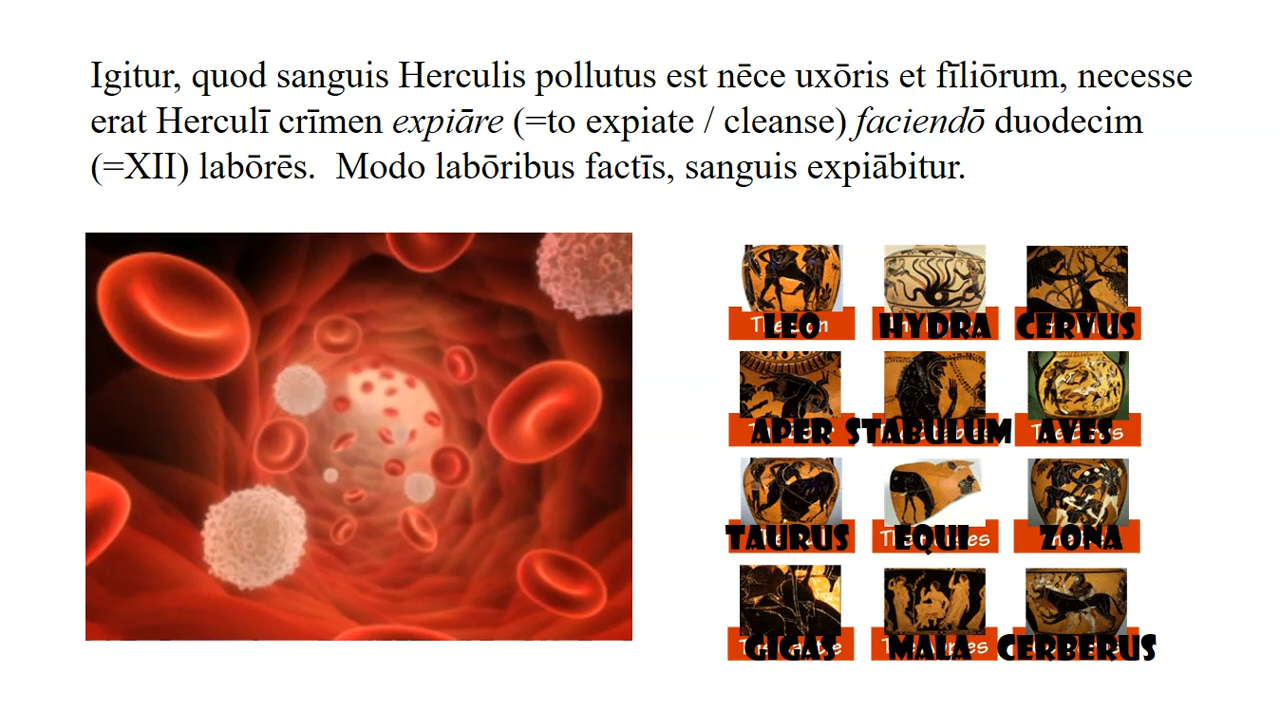 Igitur, quod sanguis Herculis pollutus est nēce uxōris et fīliōrum, necesse
erat Herculī crīmen expiāre (=to expiate / cleanse) faciendō duodecim
(=XII) labōrēs.  Modo labōribus factīs, sanguis expiābitur.
LEO HYDRA CERVUS
APER STABULUM AVES
TAURUS EQUI ZONA
GIGAS MALA CERBERUS